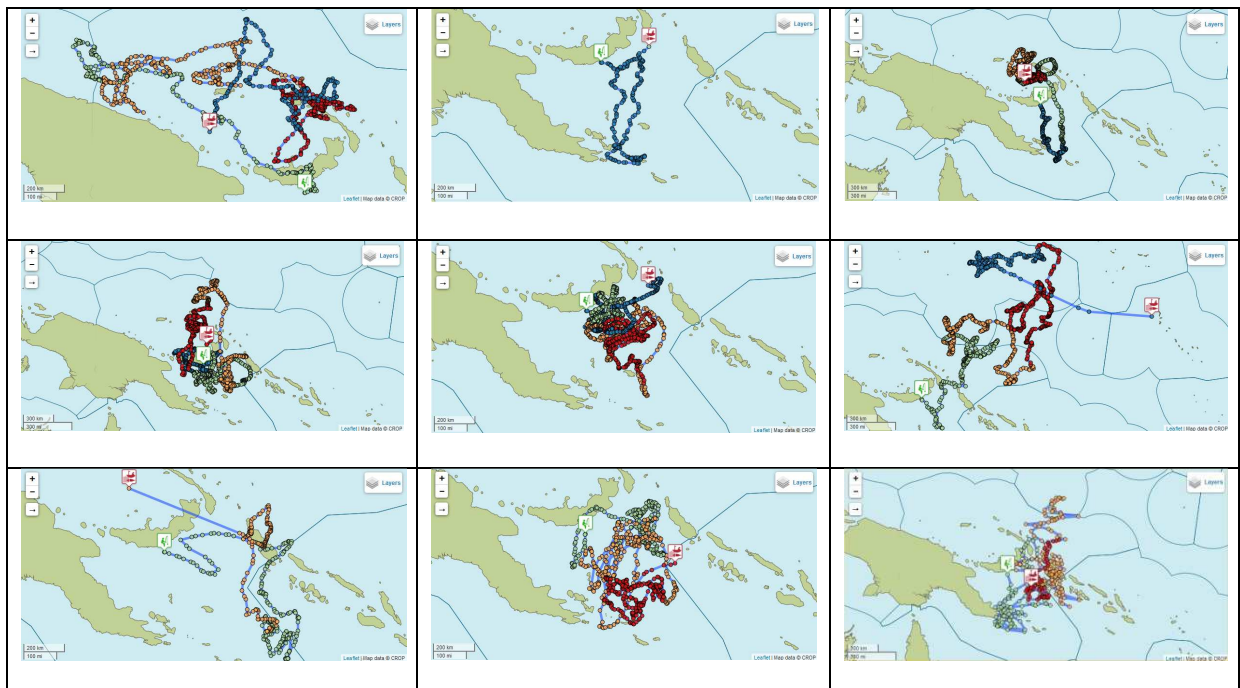 +
Layers
−
→
200 km
100 mi
Leaflet | Map data © CROP
+
Layers
−
→
200 km
100 mi
Leaflet | Map data © CROP
+
Layers
−
→
300 km
300 mi
Leaflet | Map data © CROP
+
Layers
−
→
300 km
300 mi
Leaflet | Map data © CROP
+
Layers
−
→
200 km
100 mi
Leaflet | Map data © CROP
+
Layers
−
→
300 km
300 mi
Leaflet | Map data © CROP
+
Layers
−
→
200 km
100 mi
Leaflet | Map data © CROP
+
Layers
−
→
200 km
100 mi
Leaflet | Map data © CROP
+
Layers
−
→
Leaflet | Map data © CROP